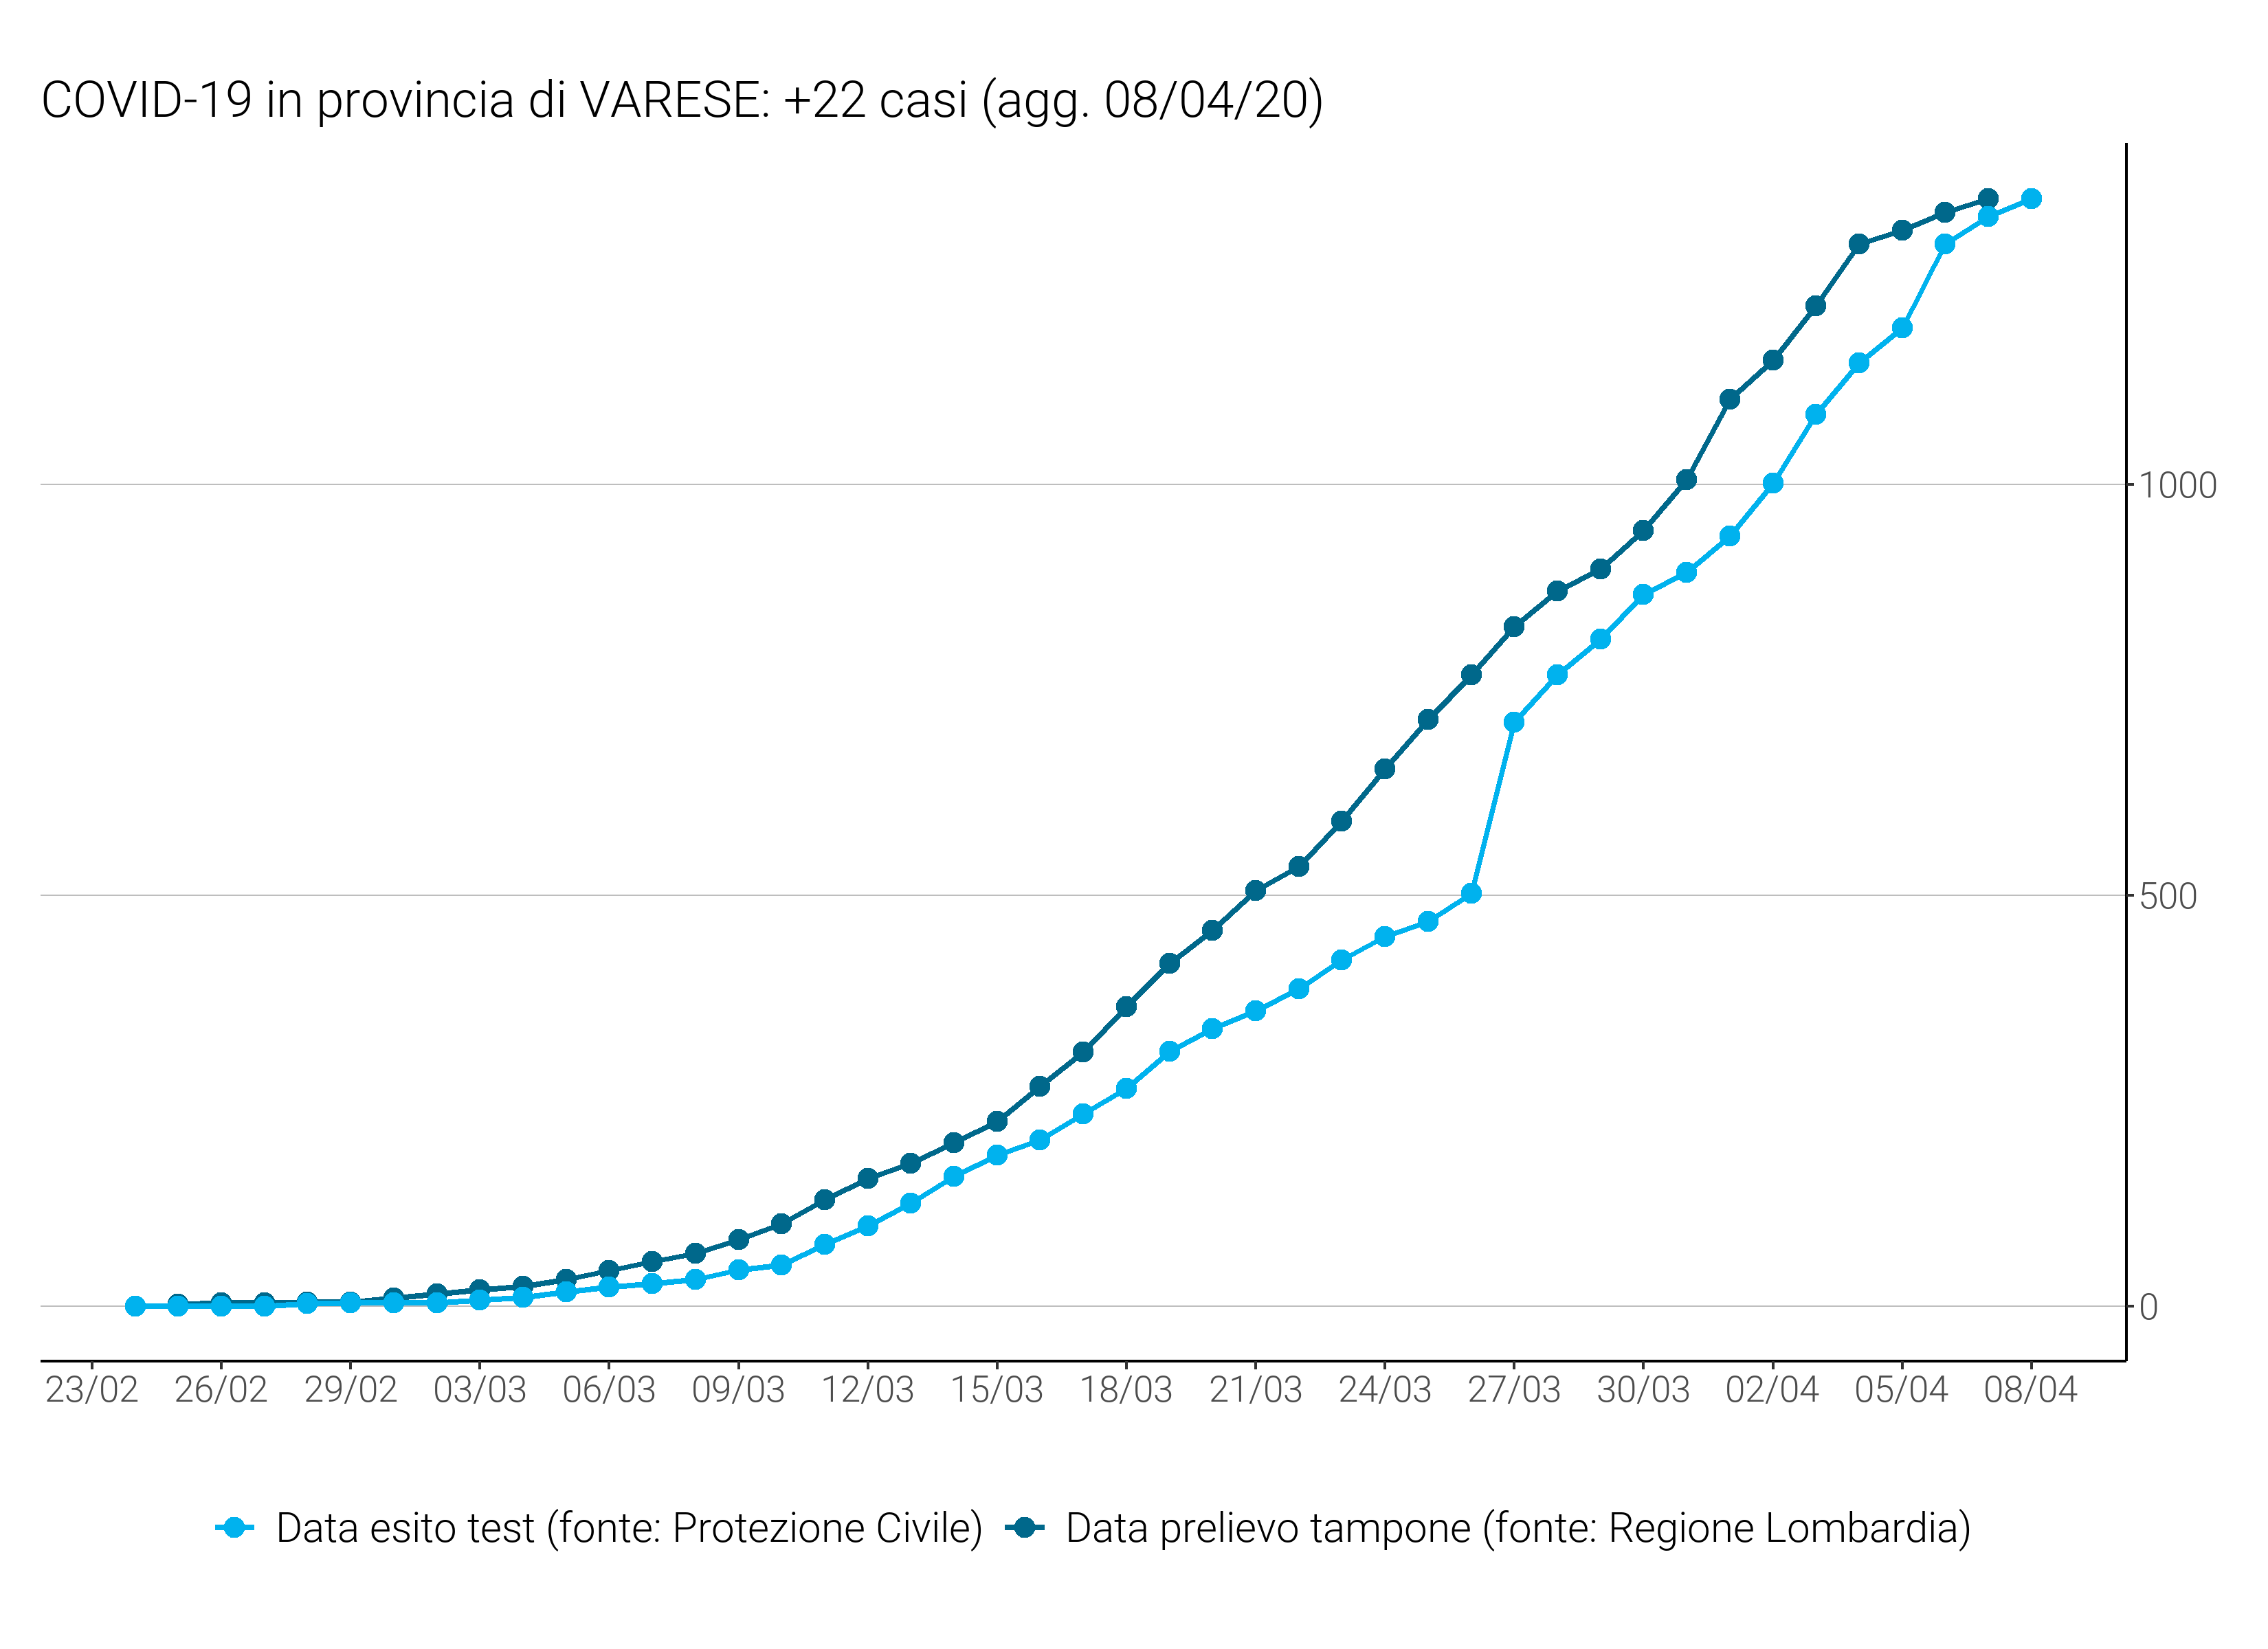 COVID-19 in provincia di VARESE: +22 casi (agg. 08/04/20)
1000
500
0
23/02 26/02 29/02 03/03 06/03 09/03 12/03 15/03 18/03 21/03 24/03 27/03 30/03 02/04 05/04 08/04
Data esito test (fonte: Protezione Civile) Data prelievo tampone (fonte: Regione Lombardia)